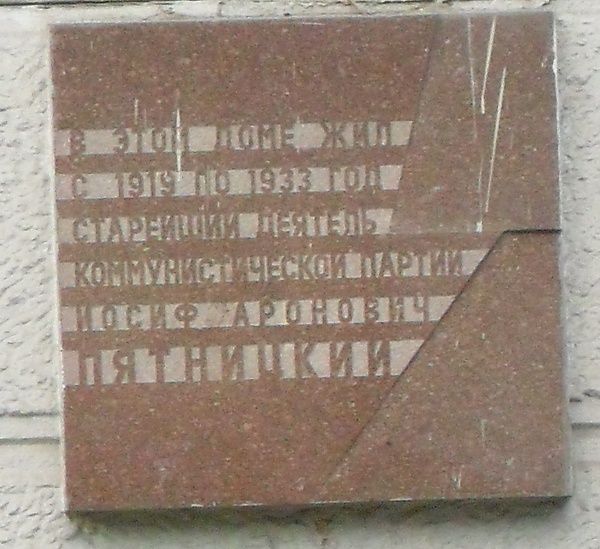 В ЭТОМ ДОМЕ ЖИЛ
С 1919 ПО 1933 ГОД
СТАРЕЙШИЙ ДЕЯТЕЛЬ
КОММУНИСТИЧЕСКОЙ ПАРТИИ
ИОСИФ АРОНОВИЧ
ПЯТНИЦКИЙ